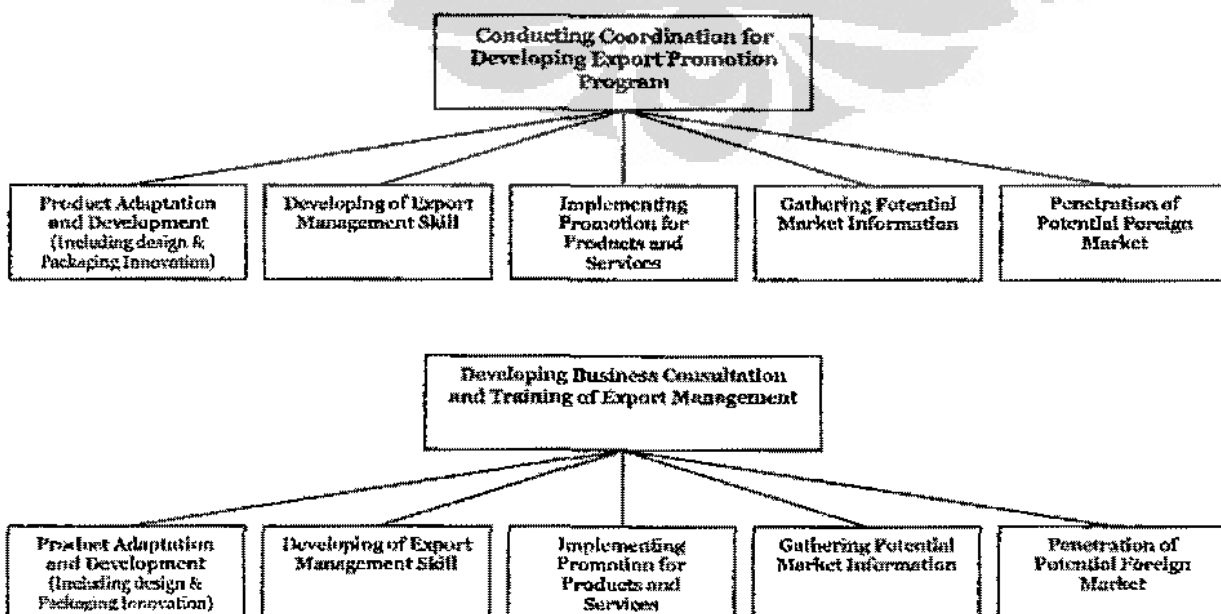 Conducting Coordination for
Developing Export Promotion
Program
Product Adaptation
and Development
(Including design &
Packaging Innovation)
Developing of Export
Management Skill
Implementing
Promotion for
Products and
Services
Gathering Potential
Market Information
Penetration of
Potential Foreign
Market
Developing Business Consultation
and Training of Export Management
Product Adaptation
and Development
(Including design &
Packaging Innovation)
Developing of Export
Management Skill
Implementing
Promotion for
Products and
Services
Gathering Potential
Market Information
Penetration of
Potential Foreign
Market